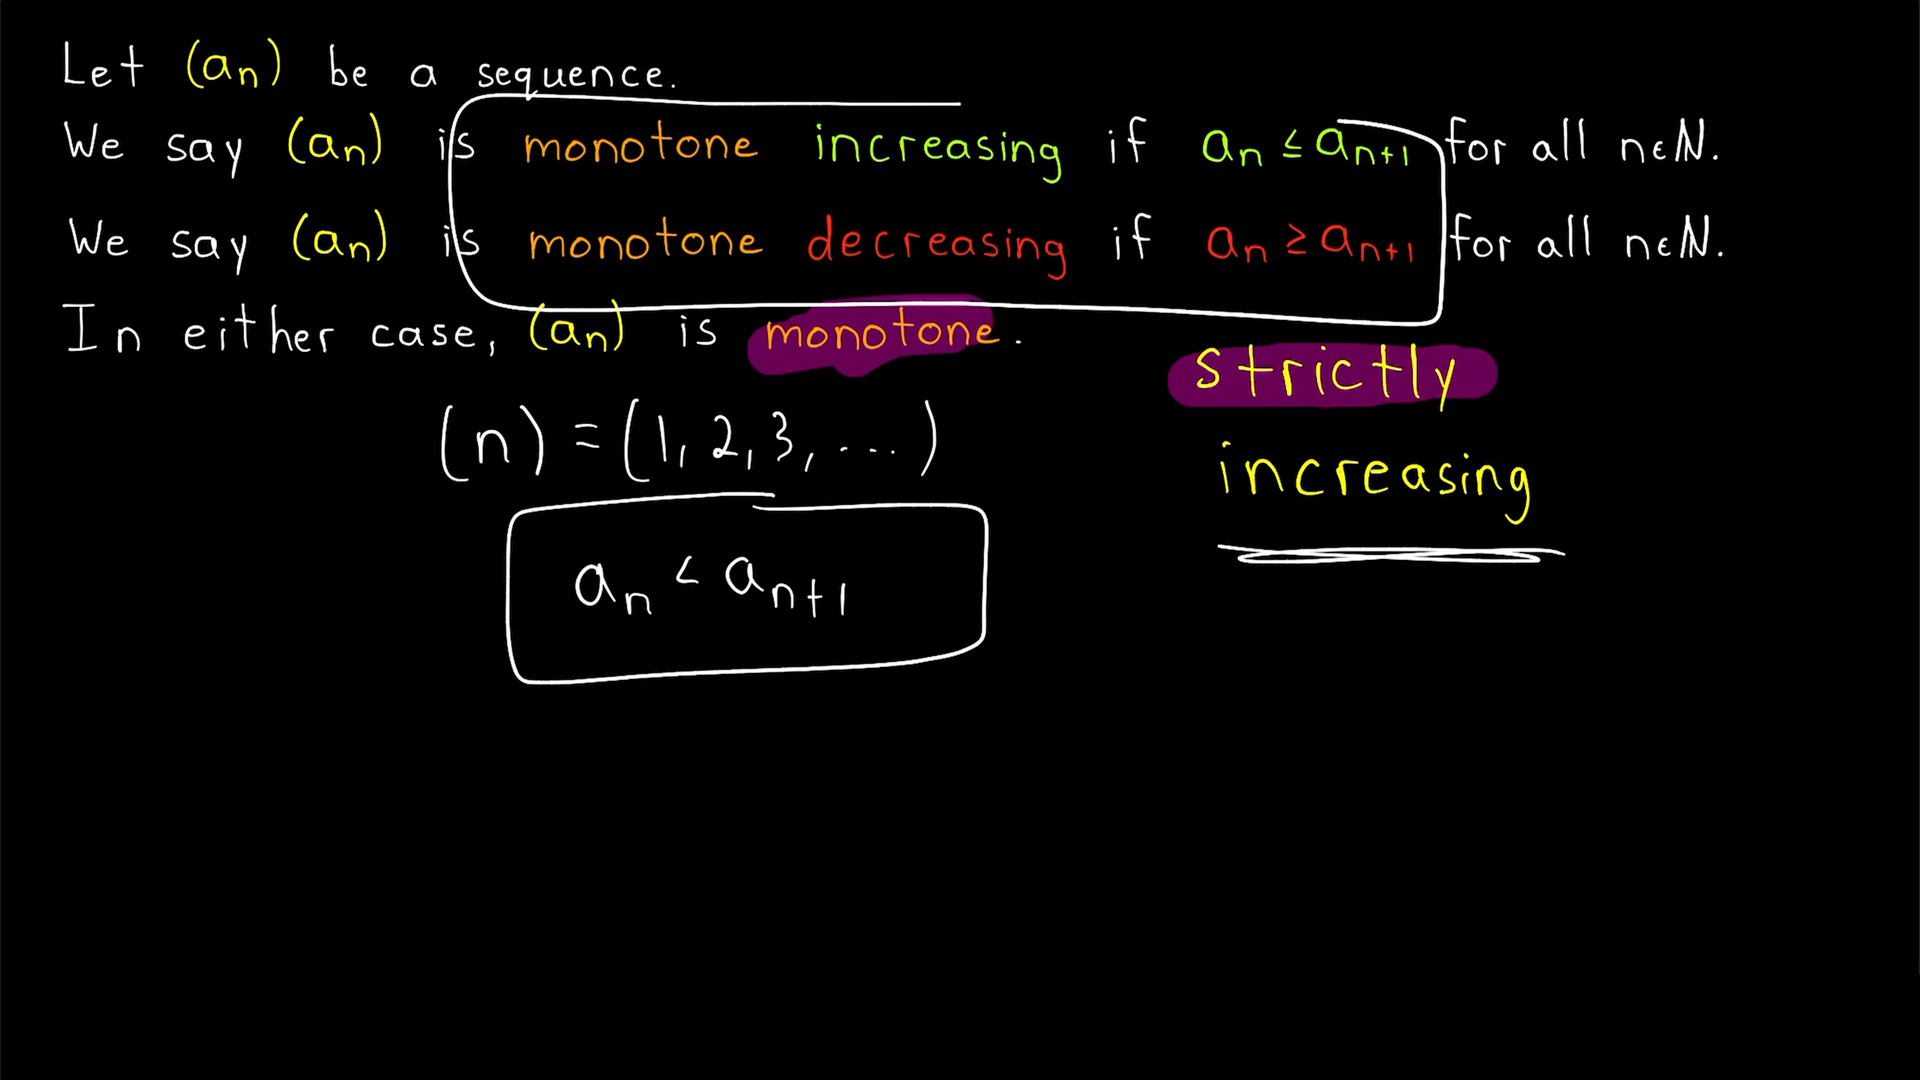 Let (aₙ) be a sequence.
We say (aₙ) is monotone increasing if aₙ ≤ aₙ₊₁ for all n∈ℕ.
We say (aₙ) is monotone decreasing if aₙ ≥ aₙ₊₁ for all n∈ℕ.
In either case, (aₙ) is monotone.
strictly
(n) = (1, 2, 3, ...)
increasing
aₙ < aₙ₊₁